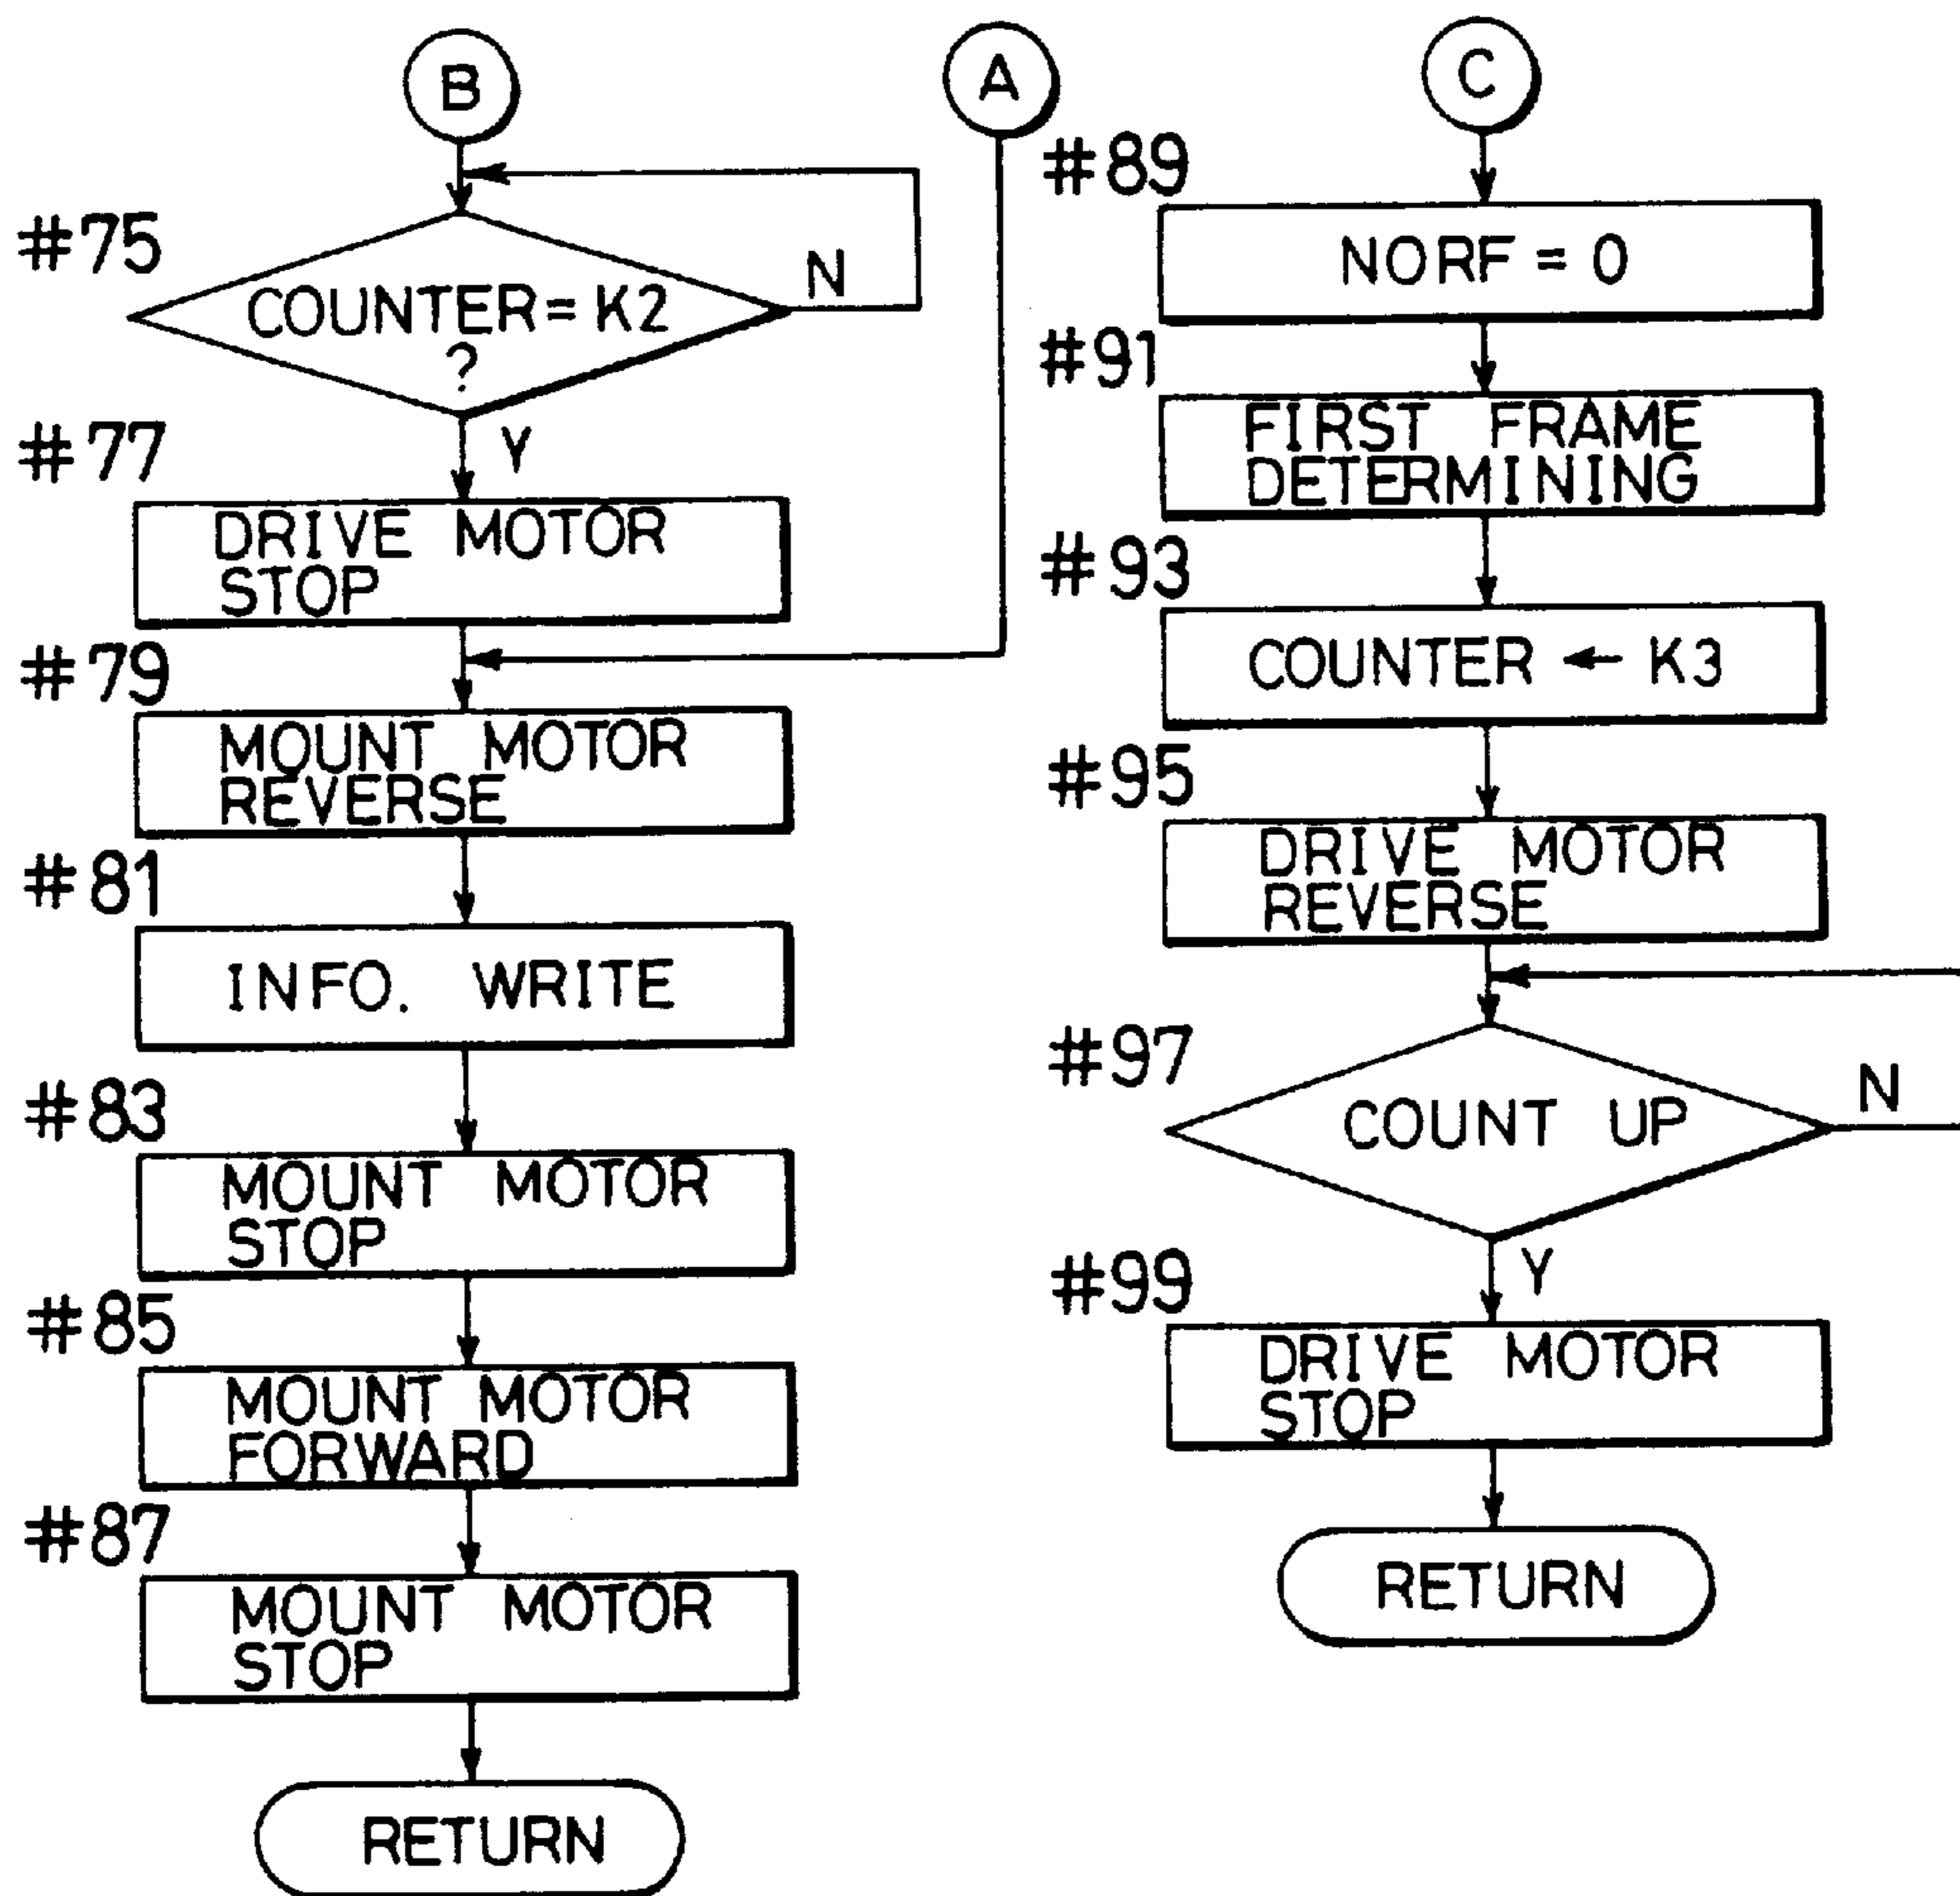 B
#75
COUNTER = K2
?
N
Y
#77
DRIVE MOTOR
STOP
A
#79
MOUNT MOTOR
REVERSE
#81
INFO. WRITE
#83
MOUNT MOTOR
STOP
#85
MOUNT MOTOR
FORWARD
#87
MOUNT MOTOR
STOP
RETURN
C
#89
NORF = 0
#91
FIRST FRAME
DETERMINING
#93
COUNTER ← K3
#95
DRIVE MOTOR
REVERSE
#97
COUNT UP
N
Y
#99
DRIVE MOTOR
STOP
RETURN